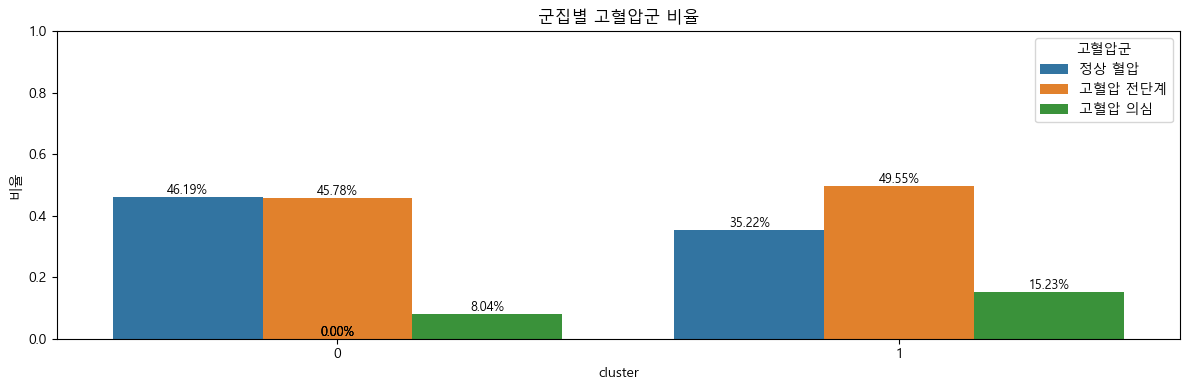 군집별 고혈압군 비율
1.0
0.8
0.6
0.4
0.2
0.0
비율
고혈압군
정상 혈압
고혈압 전단계
고혈압 의심
46.19%
45.78%
8.04%
0.00%
35.22%
49.55%
15.23%
0
1
cluster